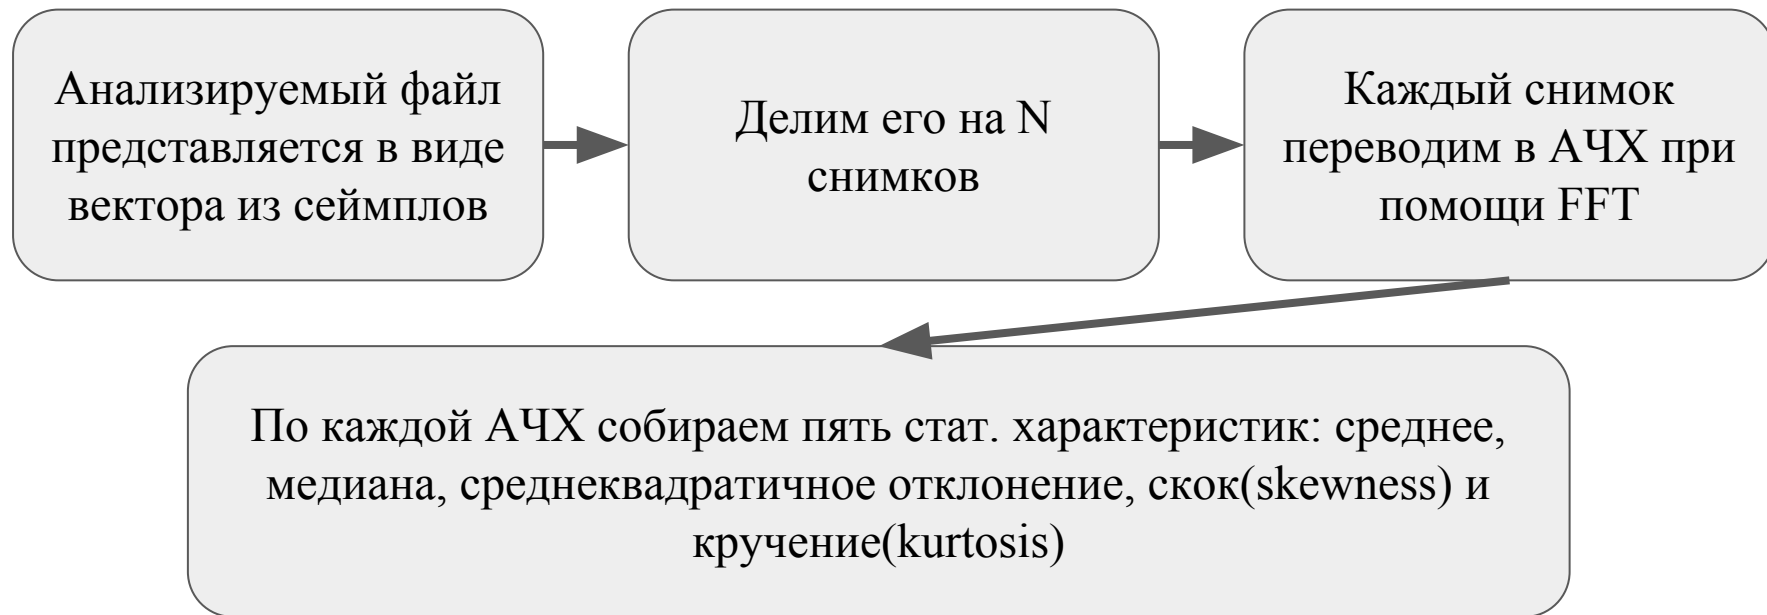 Анализируемый файл
представляется в виде
вектора из сеймплов
Делим его на N
снимков
Каждый снимок
переводим в АЧХ при
помощи FFT
По каждой АЧХ собираем пять стат. характеристик: среднее,
медиана, среднеквадратичное отклонение, скок(skewness) и
кручение(kurtosis)